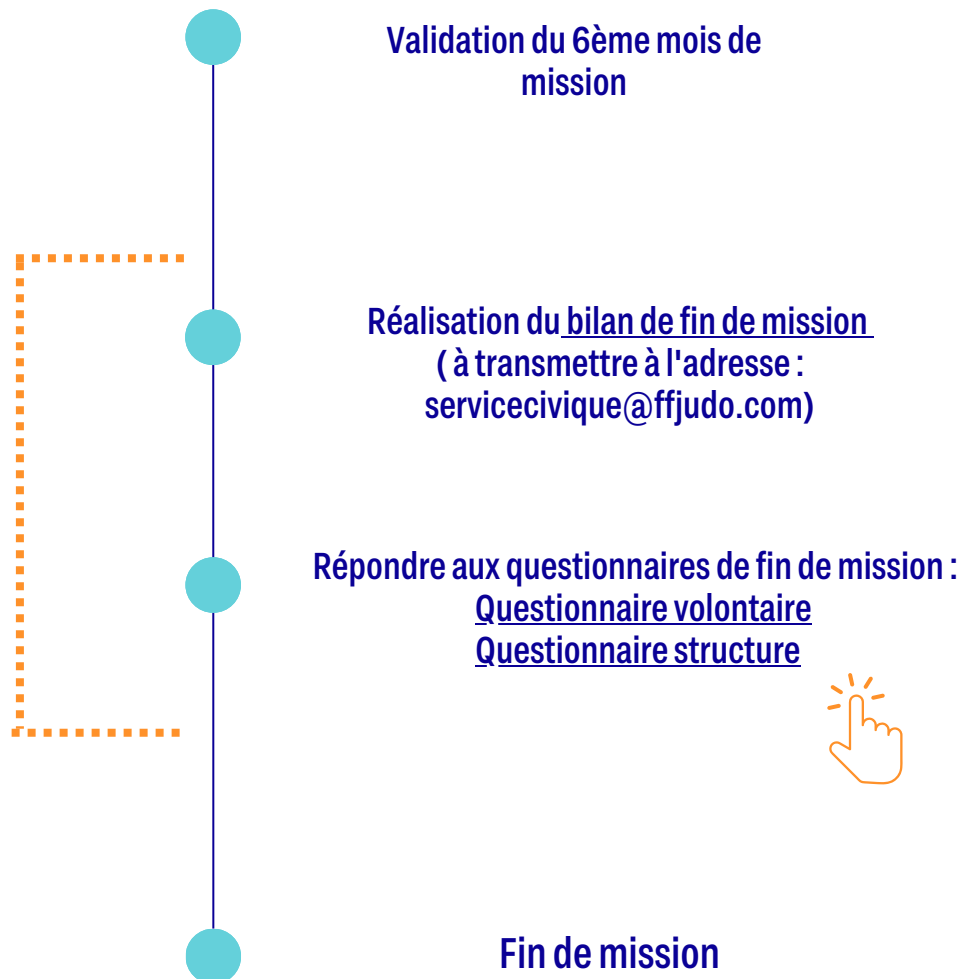 Validation du 6ème mois de
mission
Réalisation du bilan de fin de mission
( à transmettre à l'adresse :
servicecivique@ffjudo.com)
Répondre aux questionnaires de fin de mission :
Questionnaire volontaire
Questionnaire structure
Fin de mission